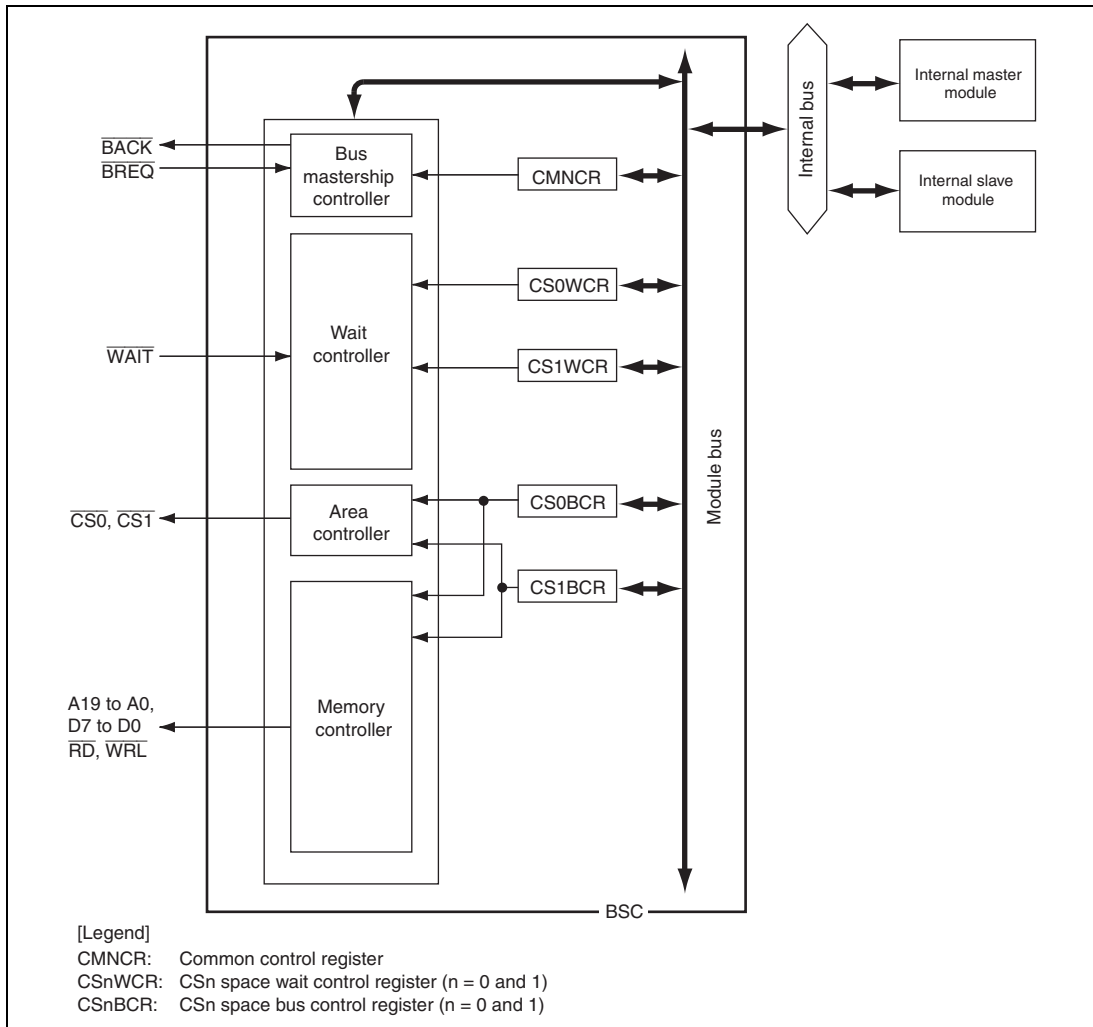 BACK
BREQ
Bus
mastership
controller
CMNCR
Internal bus
Internal master
module
Internal slave
module
CS0WCR
WAIT
Wait
controller
CS1WCR
Module bus
CS0, CS1
Area
controller
CS0BCR
CS1BCR
A19 to A0,
D7 to D0
RD, WRL
Memory
controller
BSC
[Legend]
CMNCR: Common control register
CSnWCR: CSn space wait control register (n = 0 and 1)
CSnBCR: CSn space bus control register (n = 0 and 1)